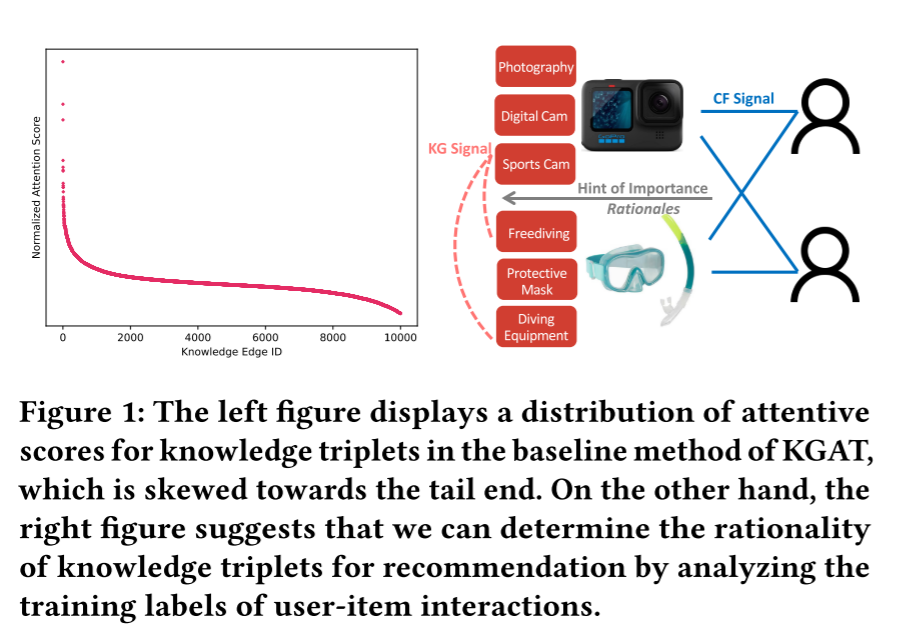 Normalized Attention Score
0
2000
4000
6000
8000
10000
Knowledge Edge ID
Photography
Digital Cam
KG Signal
Sports Cam
Freediving
Protective
Mask
Diving
Equipment
GoPro
CF Signal
Hint of Importance
Rationales
Figure 1: The left figure displays a distribution of attentive
scores for knowledge triplets in the baseline method of KGAT,
which is skewed towards the tail end. On the other hand, the
right figure suggests that we can determine the rationality
of knowledge triplets for recommendation by analyzing the
training labels of user-item interactions.